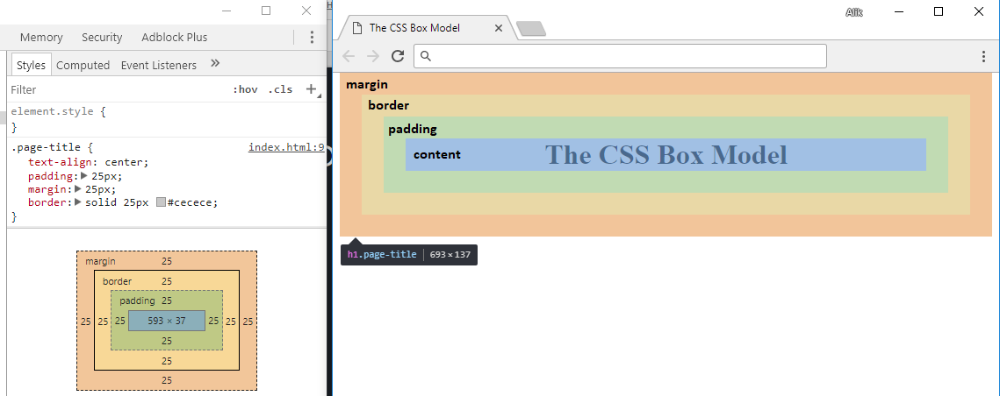 Memory Security Adblock Plus
Styles Computed Event Listeners »
Filter :hov .cls +
element.style {
}
.page-title { index.html:9
text-align: center;
padding: 25px;
margin: 25px;
border: solid 25px #cecece;
}
margin 25
border 25
padding 25
25 25 25 593 × 37 25 25 25
25
25
25
Alik
The CSS Box Model
margin
border
padding
content The CSS Box Model
h1.page-title 693 × 137